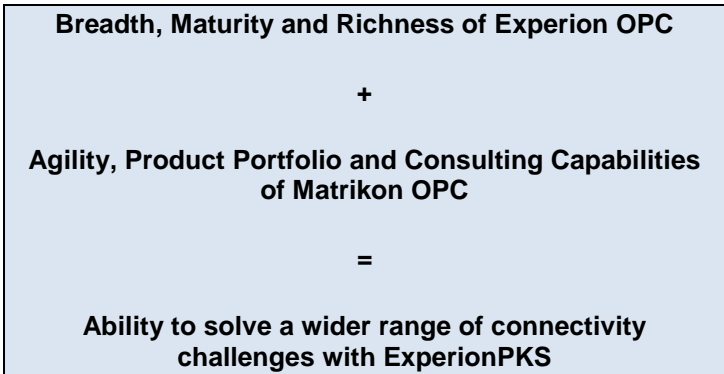 Breadth, Maturity and Richness of Experion OPC
+
Agility, Product Portfolio and Consulting Capabilities
of Matrikon OPC
=
Ability to solve a wider range of connectivity
challenges with ExperionPKS